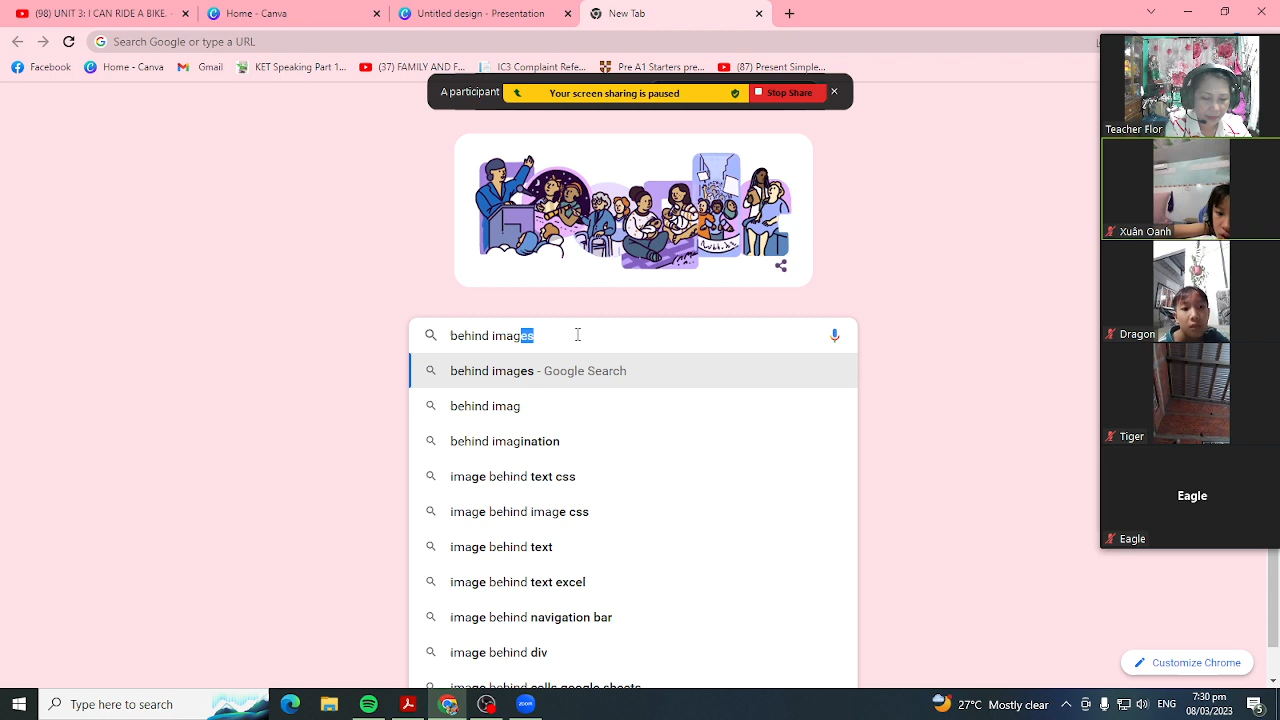 (98) UNIT 3: I CAN RIDE A BIKE.
Home - Canva
Untitled design - Presentation
New Tab
Search Google or type a URL
Facebook
Home - Canva
Gmail
KET Speaking Part 1...
(37) FAMILY AND F...
Complaint Refe...
Pre A1 Starters pre...
(87) Present Simple...
A participant
Your screen sharing is paused
Stop Share
Teacher Flor
Xuân Oanh
Dragon
Tiger
Eagle
Eagle
behind images
behind images - Google Search
behind imag
behind imagination
image behind text css
image behind image css
image behind text
image behind text excel
image behind navigation bar
image behind div
Customize Chrome
Type here to search
zoom
27°C Mostly clear
ENG
7:30 pm
08/03/2023